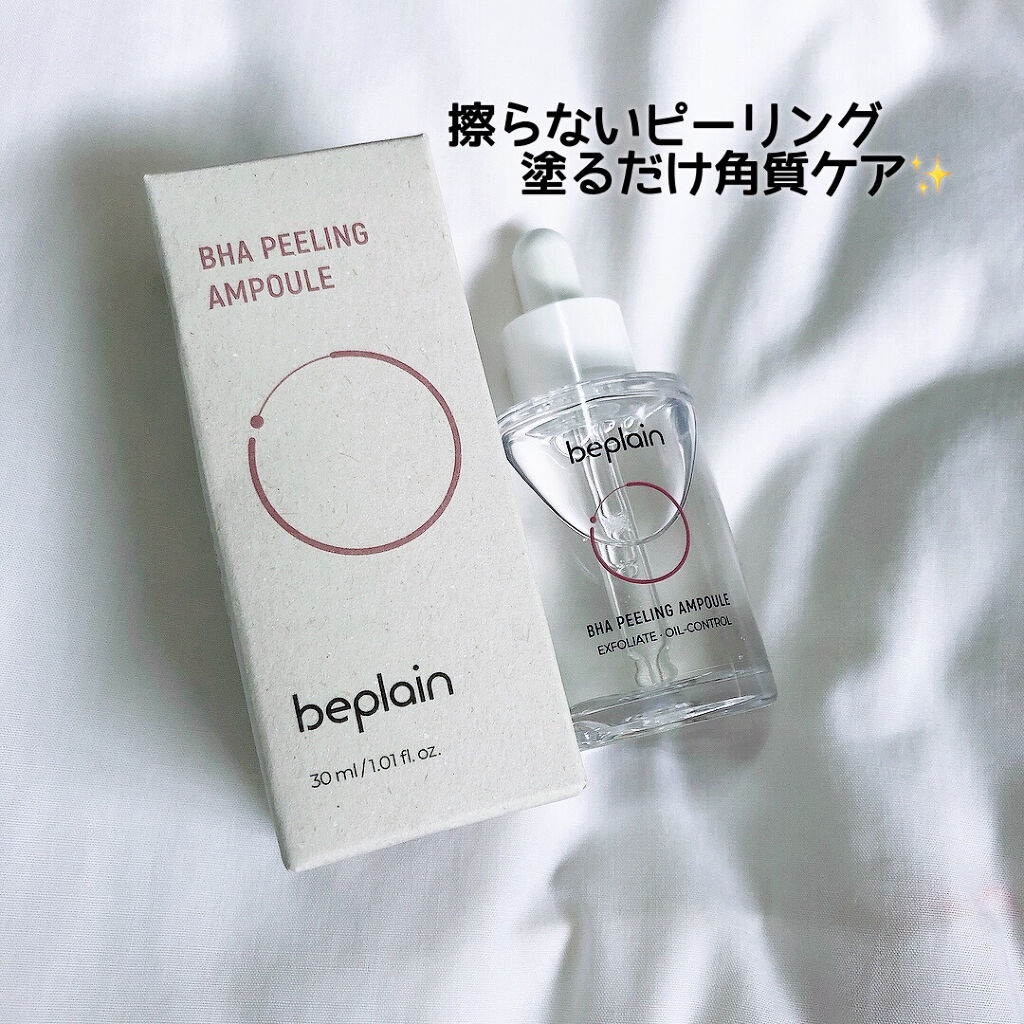 擦らないピーリング
塗るだけ角質ケア✨
BHA PEELING
AMPOULE
beplain
30 ml / 1.01 fl. oz.
beplain
BHA PEELING AMPOULE
EXFOLIATE · OIL-CONTROL